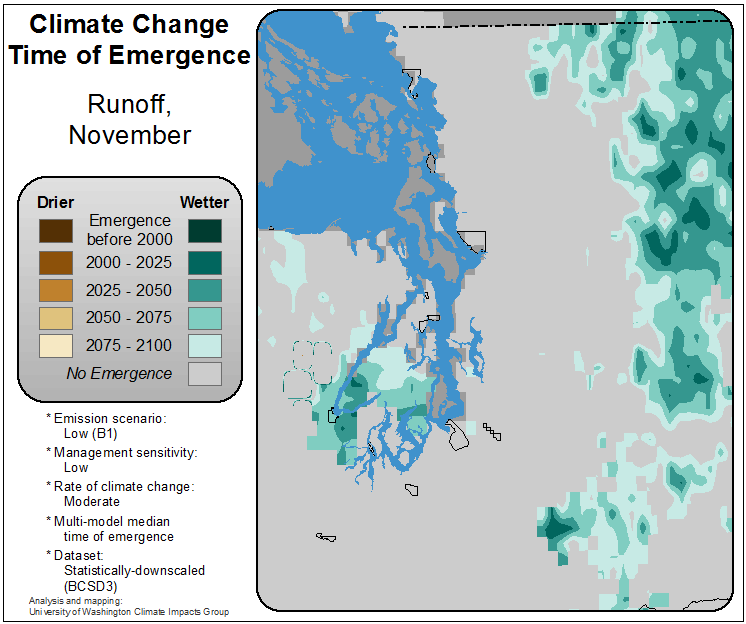 Climate Change
Time of Emergence
Runoff,
November
Drier Wetter
Emergence
before 2000
2000 - 2025
2025 - 2050
2050 - 2075
2075 - 2100
No Emergence
* Emission scenario:
Low (B1)
* Management sensitivity:
Low
* Rate of climate change:
Moderate
* Multi-model median
time of emergence
* Dataset:
Statistically-downscaled
(BCSD3)
Analysis and mapping:
University of Washington Climate Impacts Group